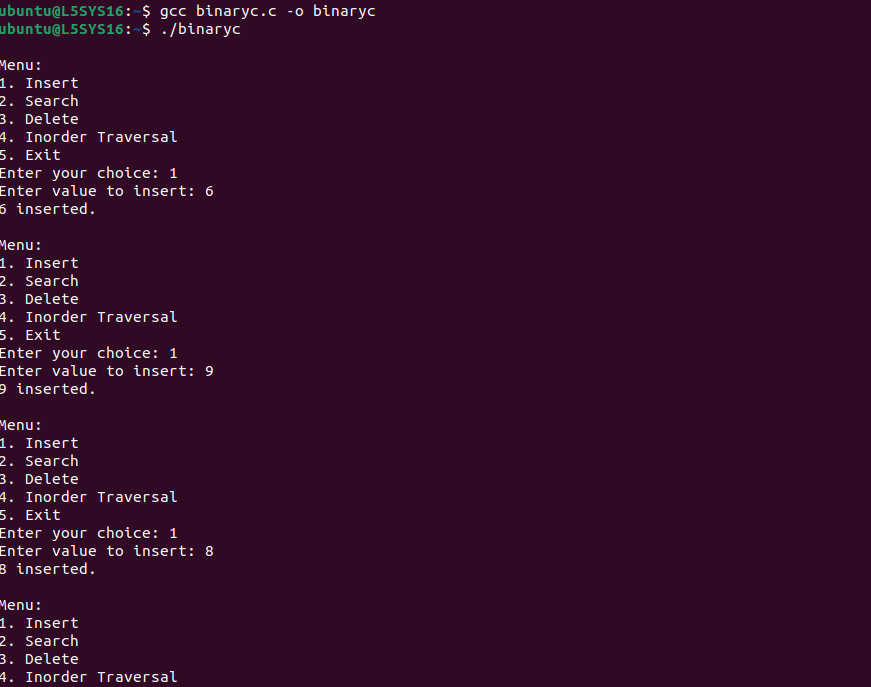 ubuntu@L5SYS16:~$ gcc binaryc.c -o binaryc
ubuntu@L5SYS16:~$ ./binaryc
Menu:
1. Insert
2. Search
3. Delete
4. Inorder Traversal
5. Exit
Enter your choice: 1
Enter value to insert: 6
6 inserted.
Menu:
1. Insert
2. Search
3. Delete
4. Inorder Traversal
5. Exit
Enter your choice: 1
Enter value to insert: 9
9 inserted.
Menu:
1. Insert
2. Search
3. Delete
4. Inorder Traversal
5. Exit
Enter your choice: 1
Enter value to insert: 8
8 inserted.
Menu:
1. Insert
2. Search
3. Delete
4. Inorder Traversal